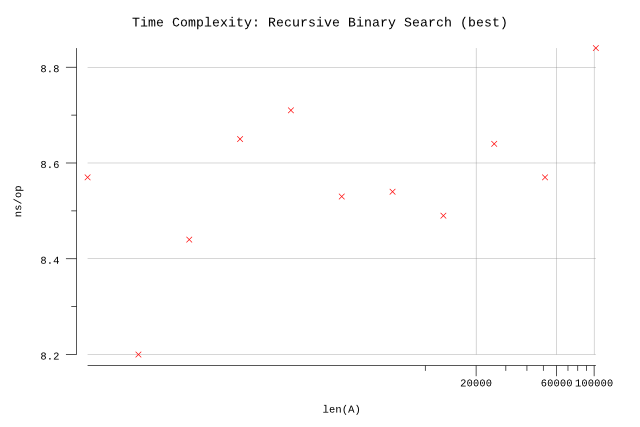 Time Complexity: Recursive Binary Search (best)
8.8
8.6
8.4
8.2
ns/op
20000 60000 100000
len(A)